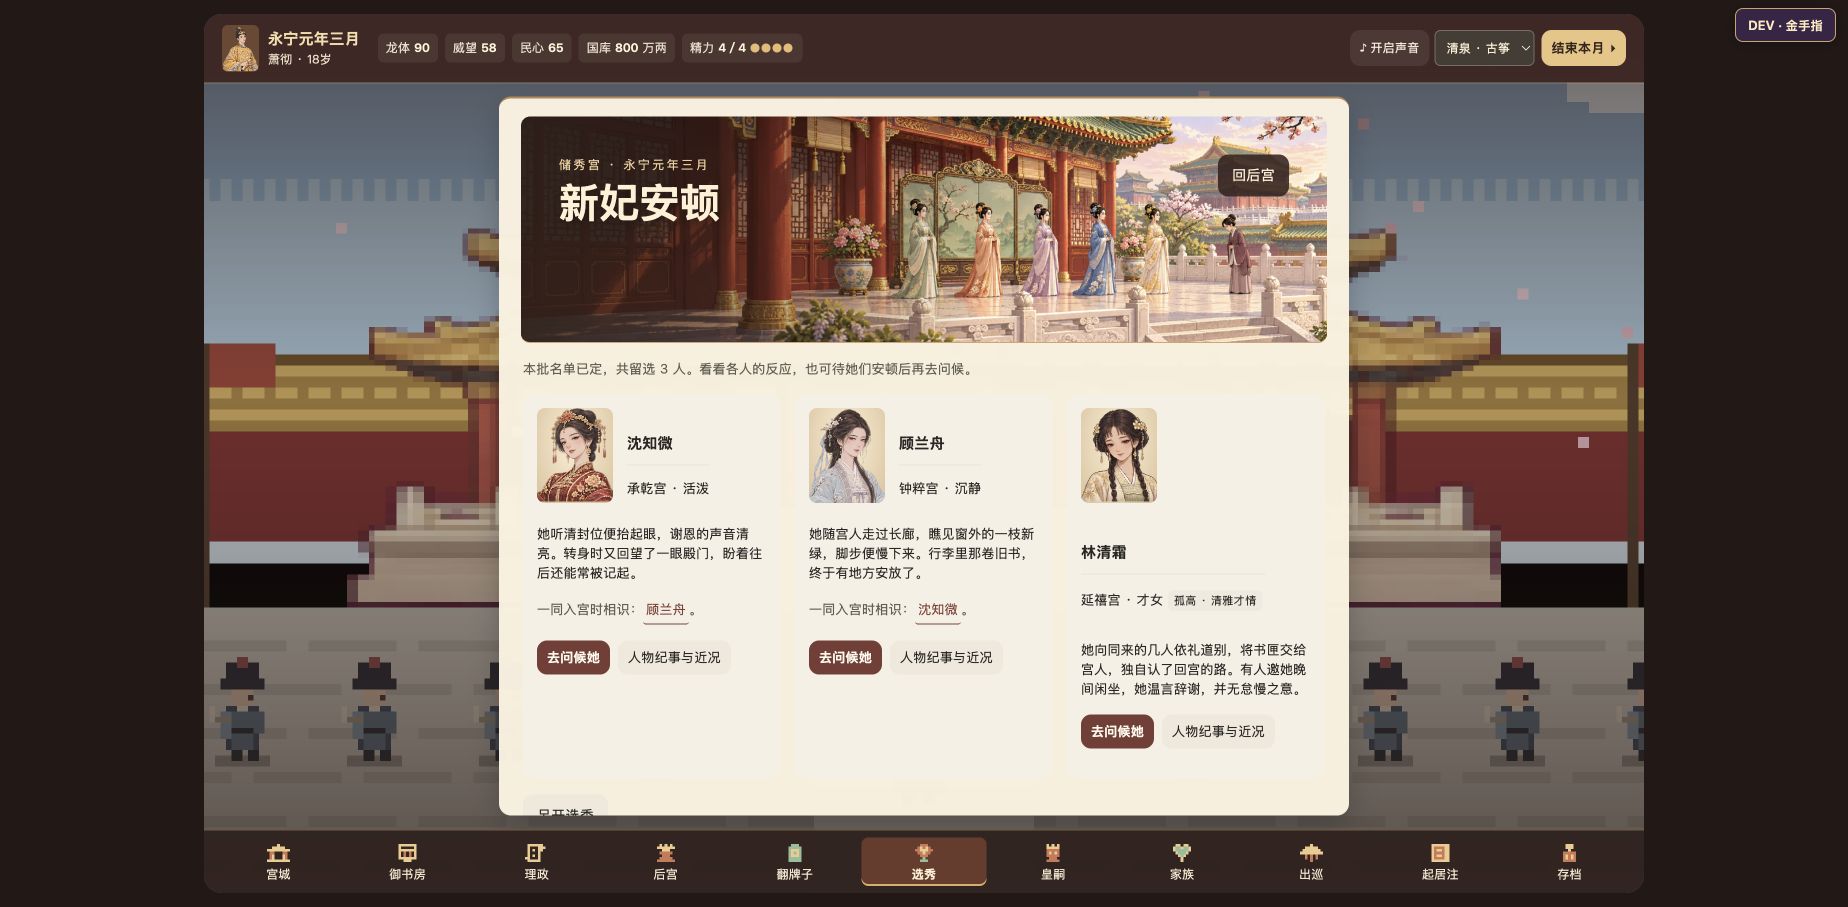 永宁元年三月
萧彻 · 18岁
龙体 90
威望 58
民心 65
国库 800 万两
精力 4 / 4
♪ 开启声音
清泉 · 古筝
结束本月
DEV · 金手指
储秀宫 · 永宁元年三月
新妃安顿
回后宫
本批名单已定，共留选 3 人。看看各人的反应，也可待她们安顿后再去问候。
沈知微
承乾宫 · 活泼
她听清封位便抬起眼，谢恩的声音清
亮。转身时又回望了一眼殿门，盼着往
后还能常被记起。
一同入宫时相识： 顾兰舟 。
去问候她
人物纪事与近况
顾兰舟
钟粹宫 · 沉静
她随宫人走过长廊，瞧见窗外的一枝新
绿，脚步便慢下来。行李里那卷旧书，
终于有地方安放了。
一同入宫时相识： 沈知微 。
去问候她
人物纪事与近况
林清霜
延禧宫 · 才女 孤高 · 清雅才情
她向同来的几人依礼道别，将书匣交给
宫人，独自认了回宫的路。有人邀她晚
间闲坐，她温言辞谢，并无怠慢之意。
去问候她
人物纪事与近况
宫城
御书房
理政
后宫
翻牌子
选秀
皇嗣
家族
出巡
起居注
存档